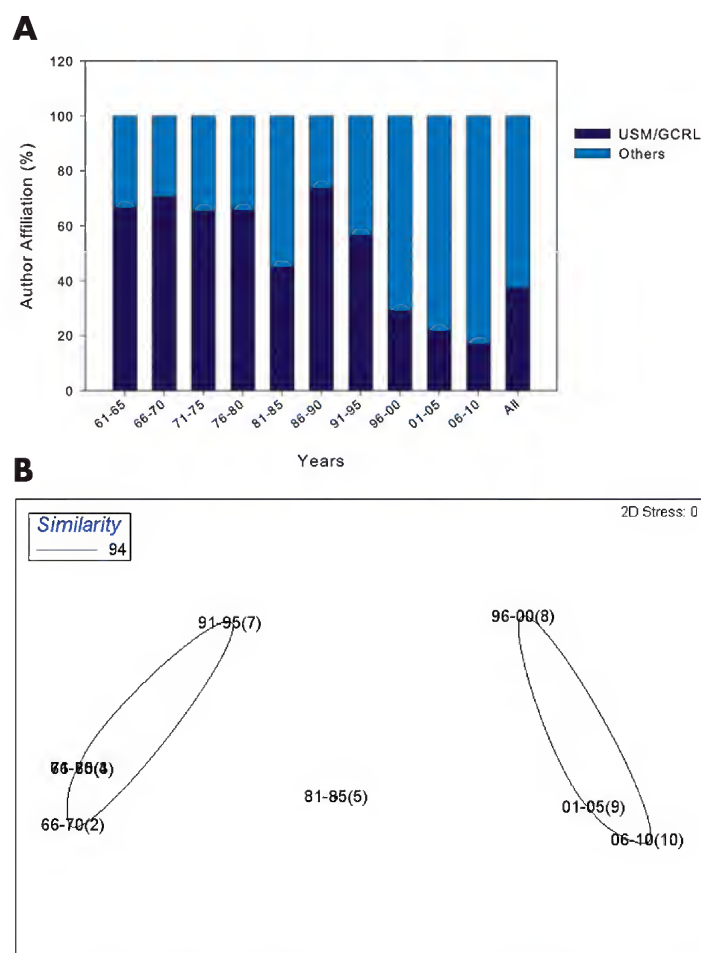 A
120
100
80
60
40
20
0
Author Affiliation (%)
USM/GCRL
Others
61-65
66-70
71-75
76-80
81-85
86-90
91-95
96-00
01-05
06-10
All
Years
B
Similarity
94
2D Stress: 0
91-95(7)
96-00(8)
66-70(2)
81-85(5)
01-05(9)
06-10(10)